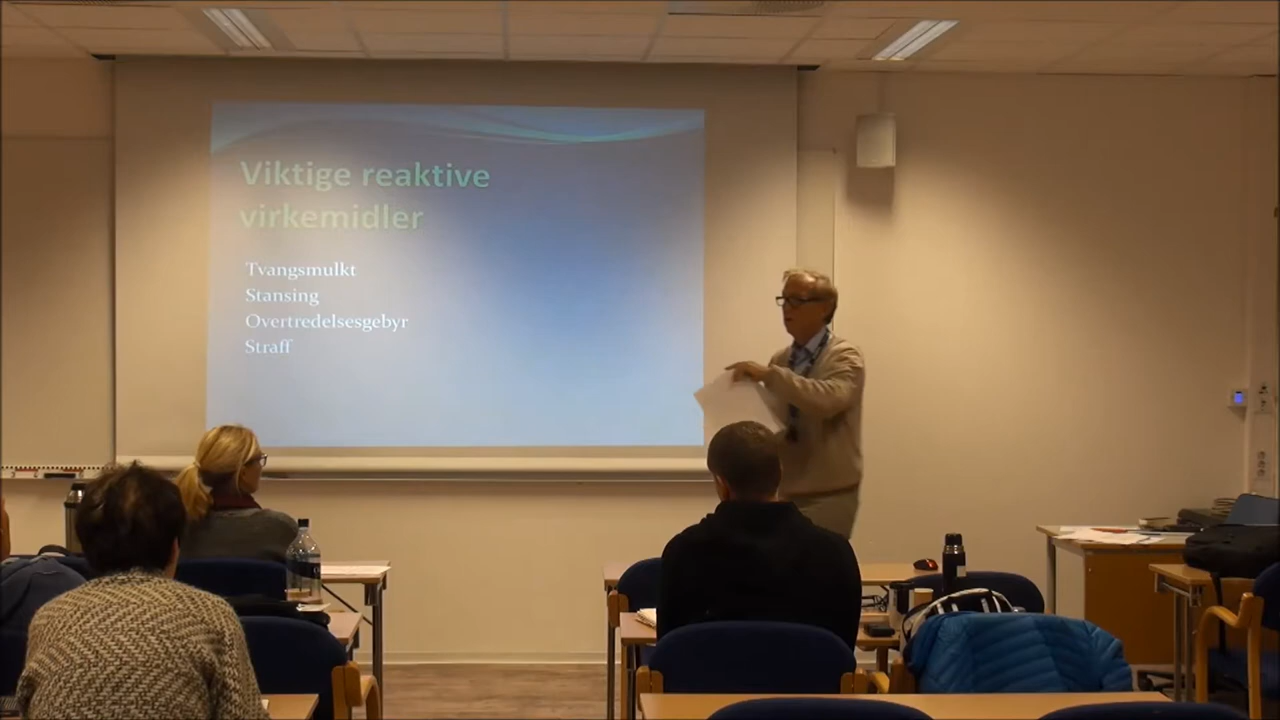 Viktige reaktive
virkemidler
Tvangsmulkt
Stansing
Overtredelsesgebyr
Straff